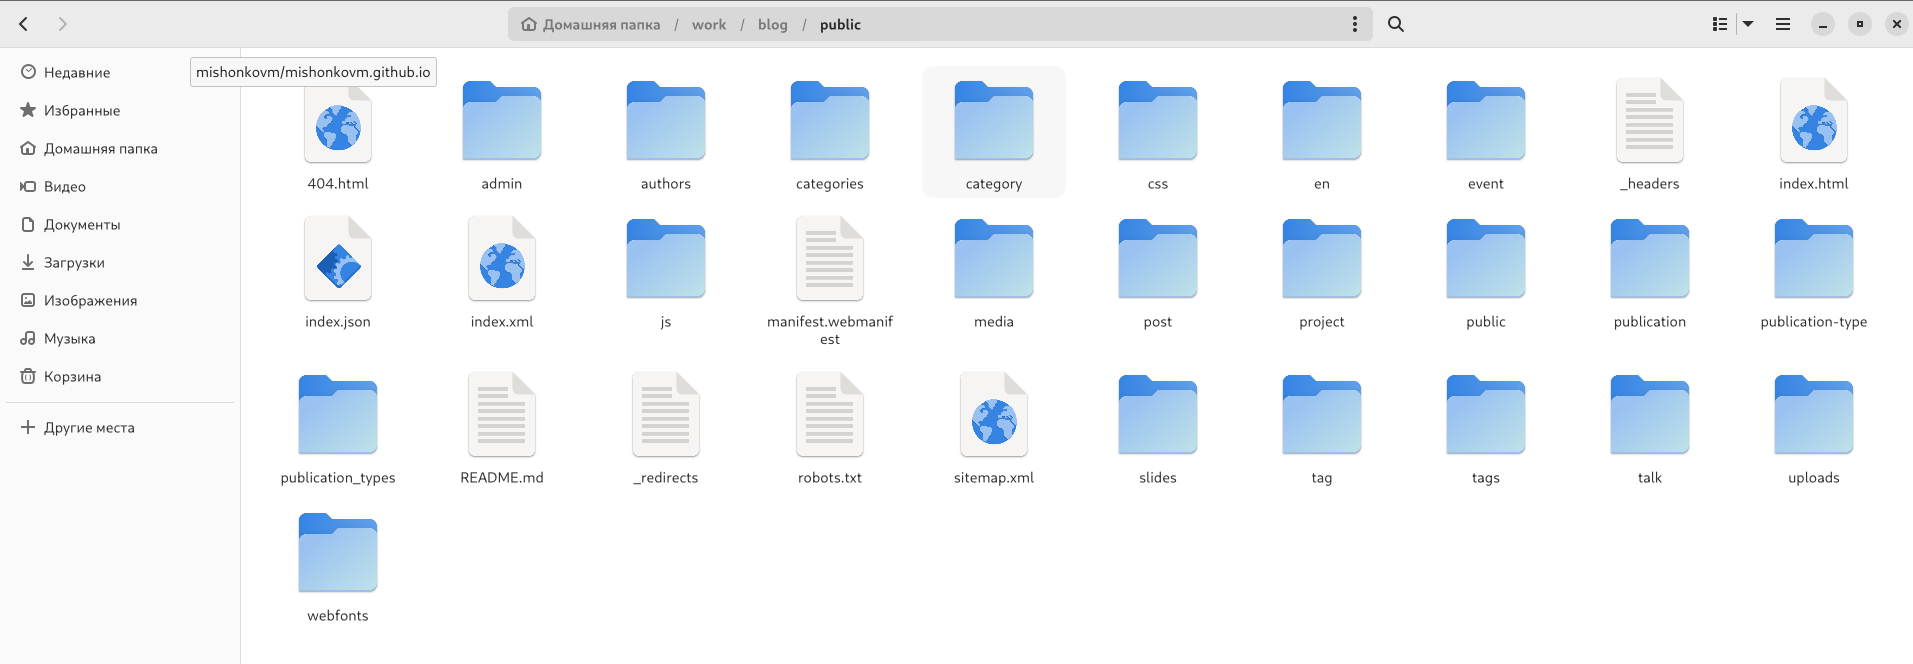 Домашняя папка / work / blog / public
Недавние
Избранные
Домашняя папка
Видео
Документы
Загрузки
Изображения
Музыка
Корзина
Другие места
mishonkovm/mishonkovm.github.io
404.html admin authors categories category css en event _headers index.html
index.json index.xml js manifest.webmanif media post project public publication publication-type
est
publication_types README.md _redirects robots.txt sitemap.xml slides tag tags talk uploads
webfonts